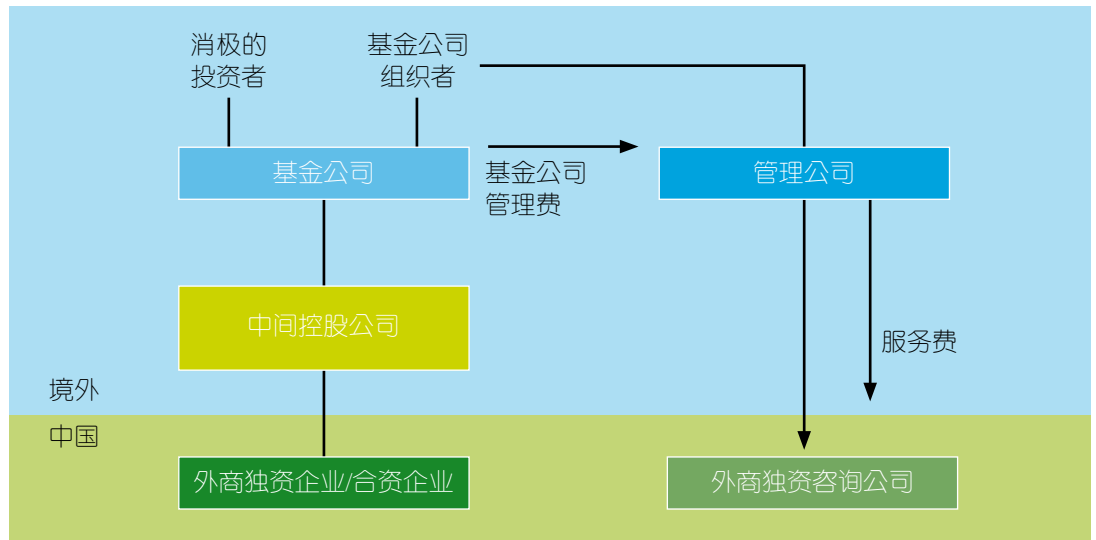 消极的
投资者
基金公司
组织者
基金公司
基金公司
管理费
管理公司
中间控股公司
服务费
境外
中国
外商独资企业/合资企业
外商独资咨询公司